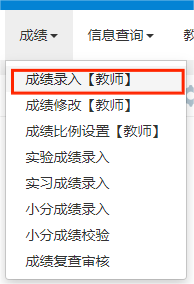 成绩 信息查询
成绩录入【教师】
成绩修改【教师】
成绩比例设置【教师】
实验成绩录入
实习成绩录入
小分成绩录入
小分成绩校验
成绩复查审核